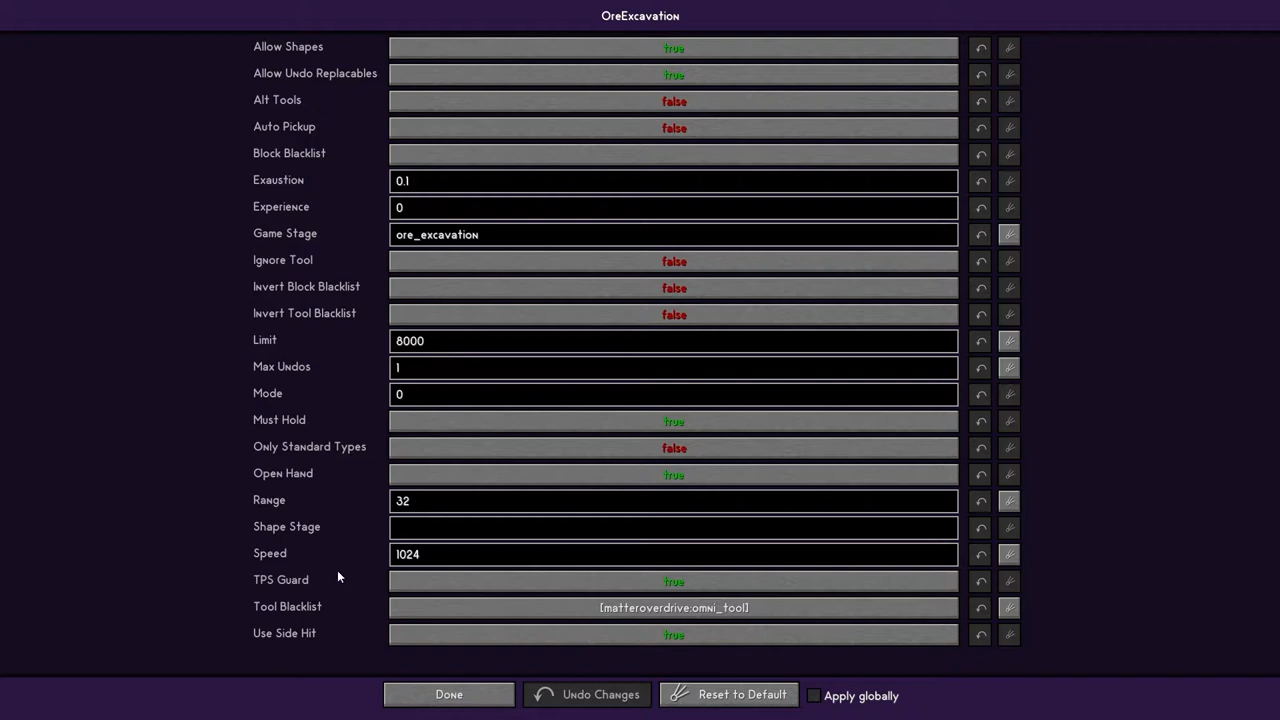 OreExcavation
Allow Shapes true
Allow Undo Replacables true
Alt Tools false
Auto Pickup false
Block Blacklist
Exaustion 0.1
Experience 0
Game Stage ore_excavation
Ignore Tool false
Invert Block Blacklist false
Invert Tool Blacklist false
Limit 8000
Max Undos 1
Mode 0
Must Hold true
Only Standard Types false
Open Hand true
Range 32
Shape Stage
Speed 1024
TPS Guard true
Tool Blacklist [matteroverdrive:omni_tool]
Use Side Hit true
Done Undo Changes Reset to Default Apply globally